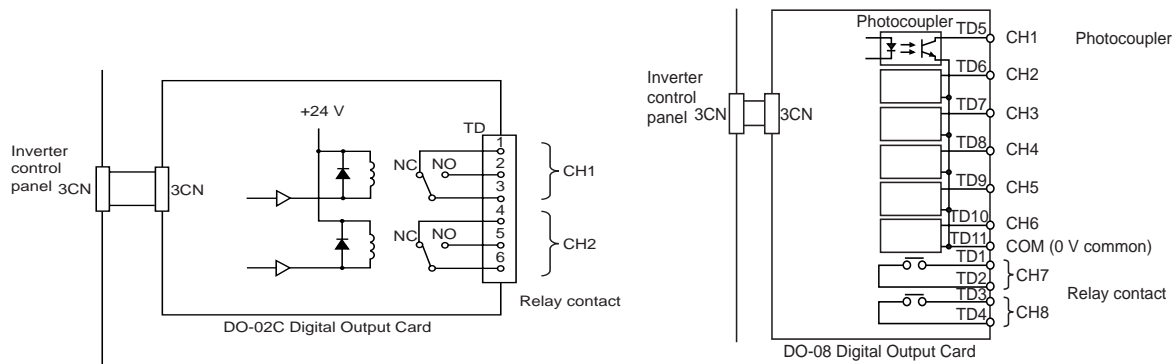 Inverter
control
panel
3CN
3CN
+24 V
TD
1
2
3
4
5
6
NC
NO
NC
NO
CH1
CH2
Relay contact
DO-02C Digital Output Card
Inverter
control
panel
3CN
3CN
Photocoupler
TD5
CH1
Photocoupler
TD6
CH2
TD7
CH3
TD8
CH4
TD9
CH5
TD10
CH6
TD11
COM (0 V common)
TD1
TD2
CH7
Relay contact
TD3
TD4
CH8
DO-08 Digital Output Card